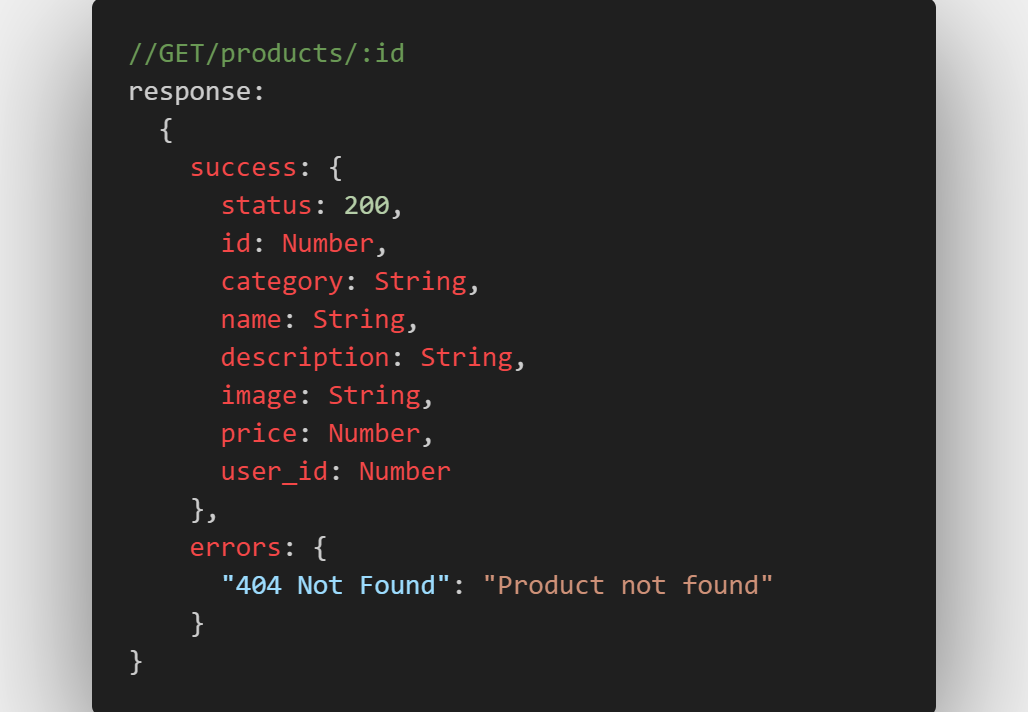 //GET/products/:id
response:
  {
    success: {
      status: 200,
      id: Number,
      category: String,
      name: String,
      description: String,
      image: String,
      price: Number,
      user_id: Number
    },
    errors: {
      "404 Not Found": "Product not found"
    }
}